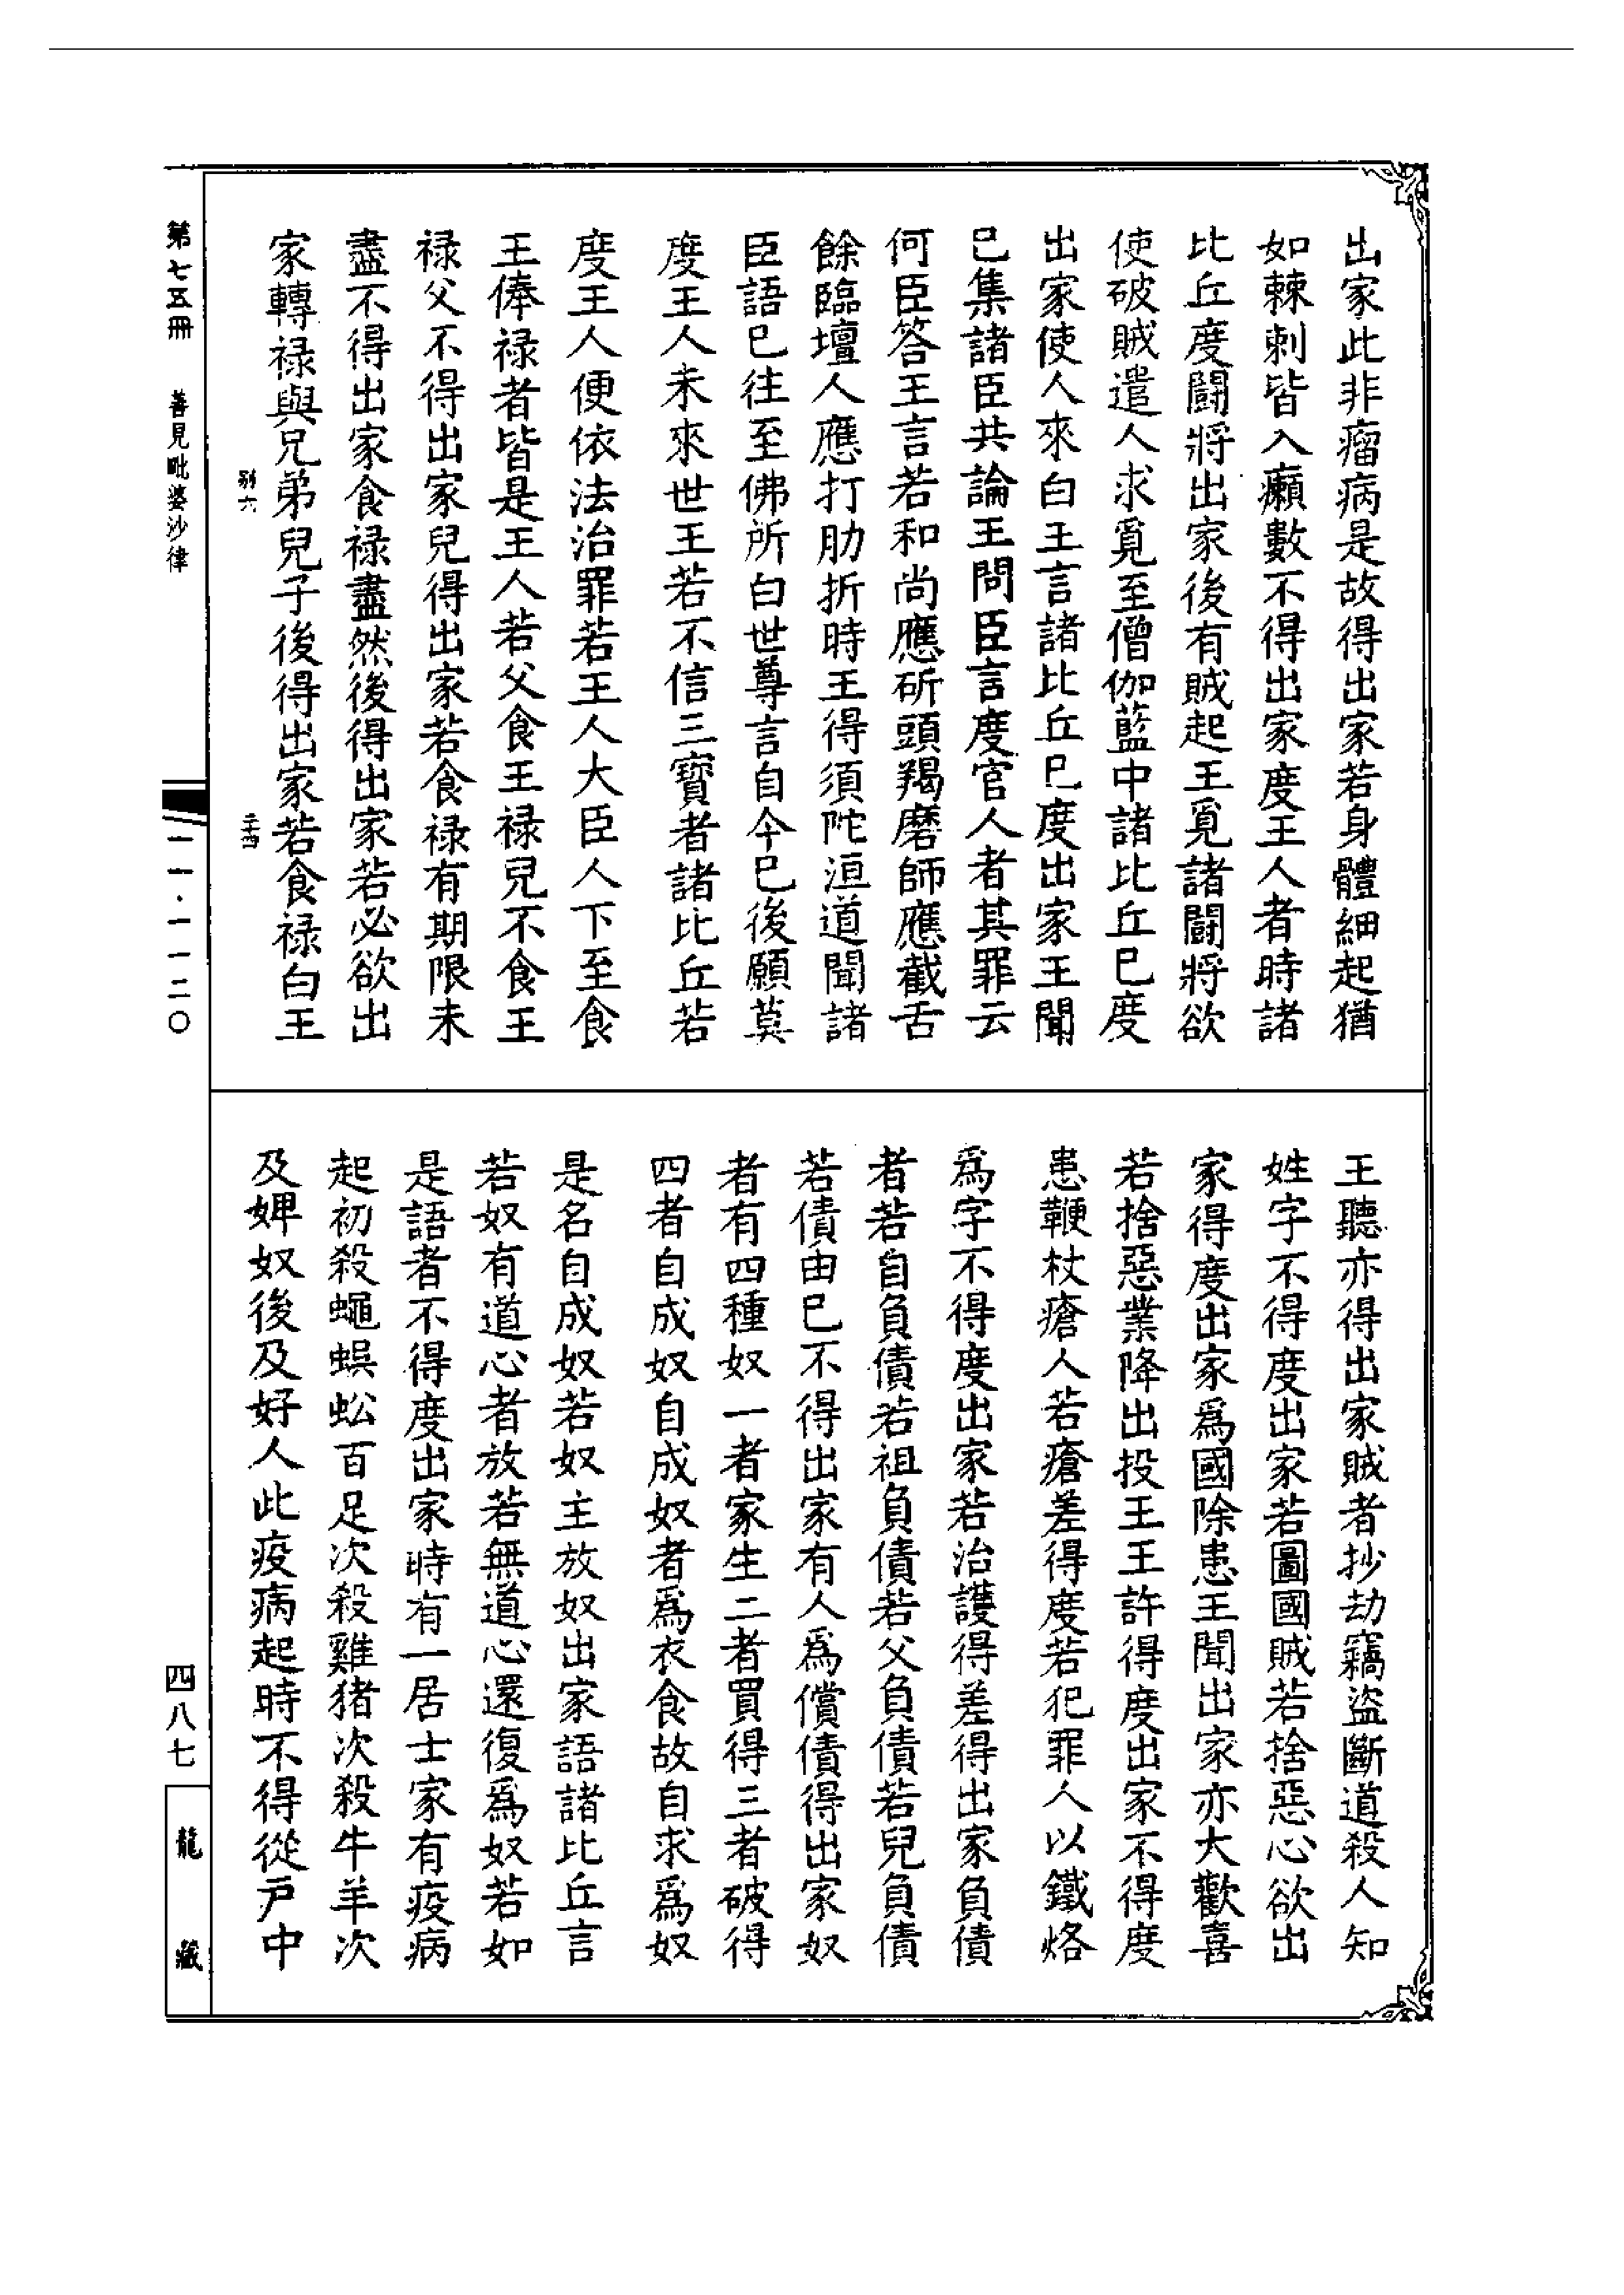 出家此非瘤病是故得出家若身體細起猶
如棘刺皆入癩數不得出家度王人者時諸
比丘度鬪將出家後有賊起王覓諸鬪將欲
使破賊遣人求覓至僧伽藍中諸比丘已度
出家使人來白王言諸比丘已度出家王聞
已集諸臣共論王問臣言度官人者其罪云
何臣答王言若和尚應斫頭羯磨師應截舌
餘臨壇人應打肋折時王得須陀洹道聞諸
臣語已往至佛所白世尊言自今已後願莫
度王人未來世王若不信三寶者諸比丘若
度王人便依法治罪若王人大臣人下至食
王俸祿者皆是王人若父食王祿兒不食王
祿父不得出家兒得出家若食祿有期限未
盡不得出家食祿盡然後得出家若必欲出
家轉祿與兄弟兒子後得出家若食祿白王
王聽亦得出家賊者抄劫竊盜斷道殺人知
姓字不得度出家若圖國賊若捨惡心欲出
家得度出家爲國除患王聞出家亦大歡喜
若捨惡業降出投王王許得度出家不得度
患鞭杖瘡人若瘡差得度若犯罪人以鐵烙
爲字不得度出家若治護得差得出家負債
者若自負債若祖負債若父負債若兒負債
若債由已不得出家有人爲償債得出家奴
者有四種奴一者家生二者買得三者破得
四者自成奴自成奴者爲衣食故自求爲奴
是名自成奴若奴主放奴出家語諸比丘言
若奴有道心者放若無道心還復爲奴若如
是語者不得度出家時有一居士家有疫病
起初殺蠅蜈蚣百足次殺雞猪次殺牛羊次
及婢奴後及好人此疫病起時不得從戸中
第七五冊
善見毗婆沙律
一一·一一二〇
四八七
龍藏